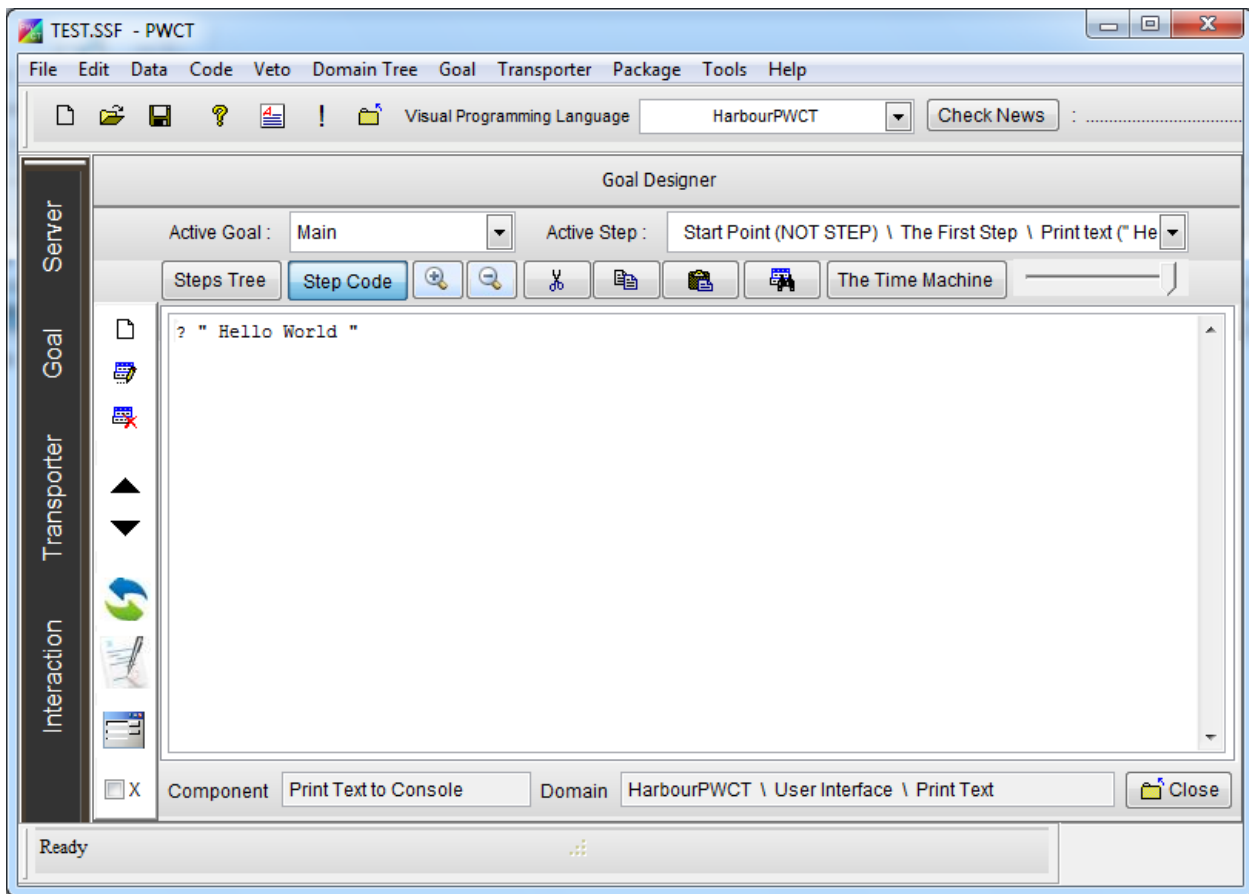 TEST.SSF - PWCT
File Edit Data Code Veto Domain Tree Goal Transporter Package Tools Help
Visual Programming Language HarbourPWCT Check News : ..................................
Goal Designer
Active Goal : Main Active Step : Start Point (NOT STEP) \ The First Step \ Print text (" He
Steps Tree Step Code The Time Machine
? " Hello World "
Server
Goal
Transporter
Interaction
X Component Print Text to Console Domain HarbourPWCT \ User Interface \ Print Text Close
Ready